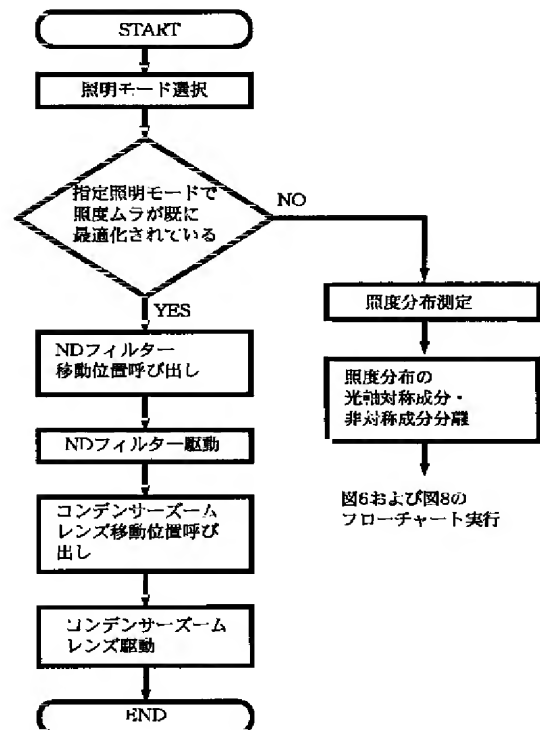 START
照明モード選択
指定照明モードで
照度ムラが既に
最適化されている
NO
YES
照度分布測定
NDフィルター
移動位置呼び出し
照度分布の
光軸対称成分・
非対称成分分離
NDフィルター駆動
図6および図8の
フローチャート実行
コンデンサーズーム
レンズ移動位置呼び
出し
コンデンサーズーム
レンズ駆動
END